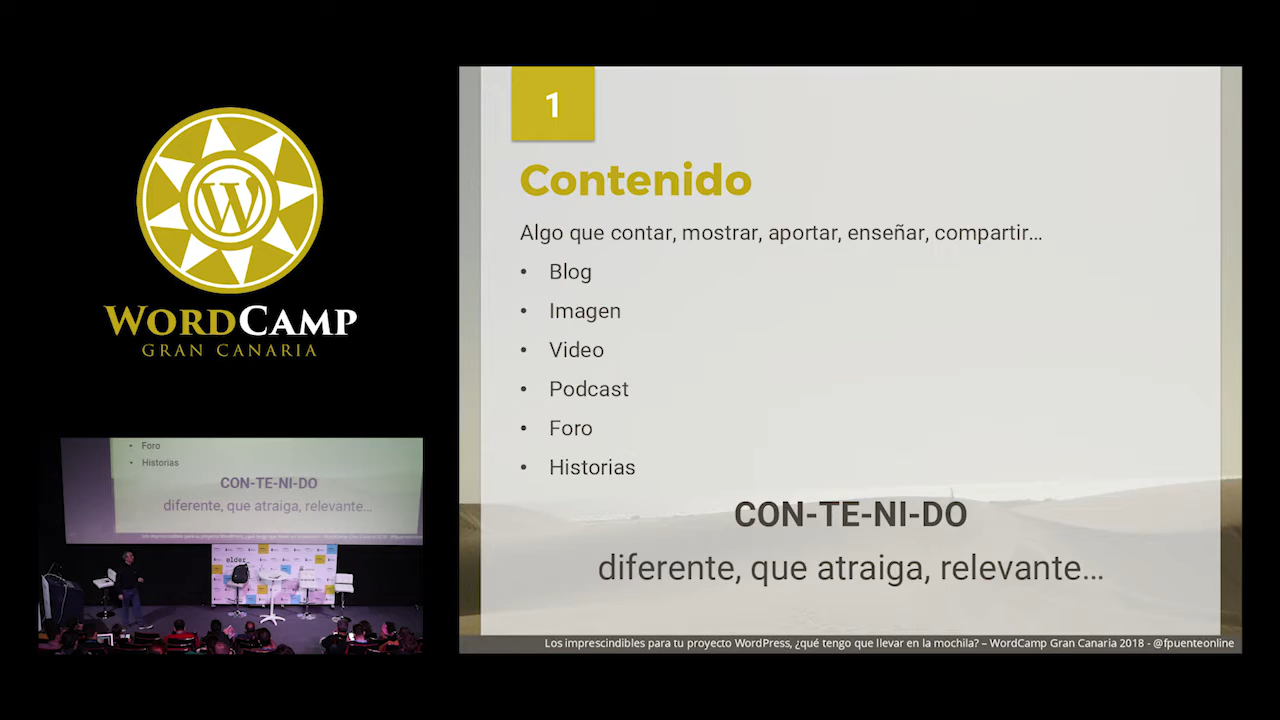 WORDCAMP
GRAN CANARIA
1
Contenido
Algo que contar, mostrar, aportar, enseñar, compartir...
• Blog
• Imagen
• Video
• Podcast
• Foro
• Historias
CON-TE-NI-DO
diferente, que atraiga, relevante...
Los imprescindibles para tu proyecto WordPress, ¿qué tengo que llevar en la mochila? – WordCamp Gran Canaria 2018 - @fpuenteonline
• Foro
• Historias
CON-TE-NI-DO
diferente, que atraiga, relevante...
elder